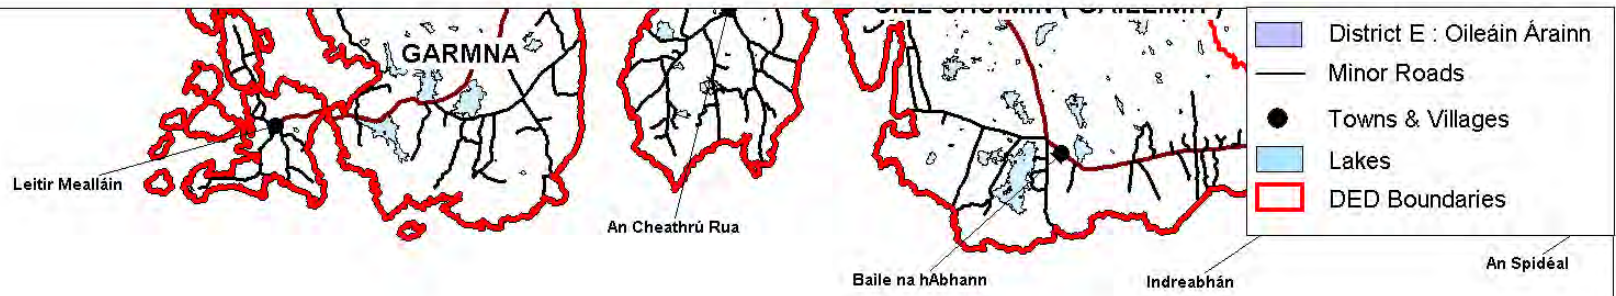 GARMNA
Leitir Mealláin
An Cheathrú Rua
Baile na hAbhann
Indreabhán
An Spidéal
District E : Oileáin Árainn
Minor Roads
Towns & Villages
Lakes
DED Boundaries